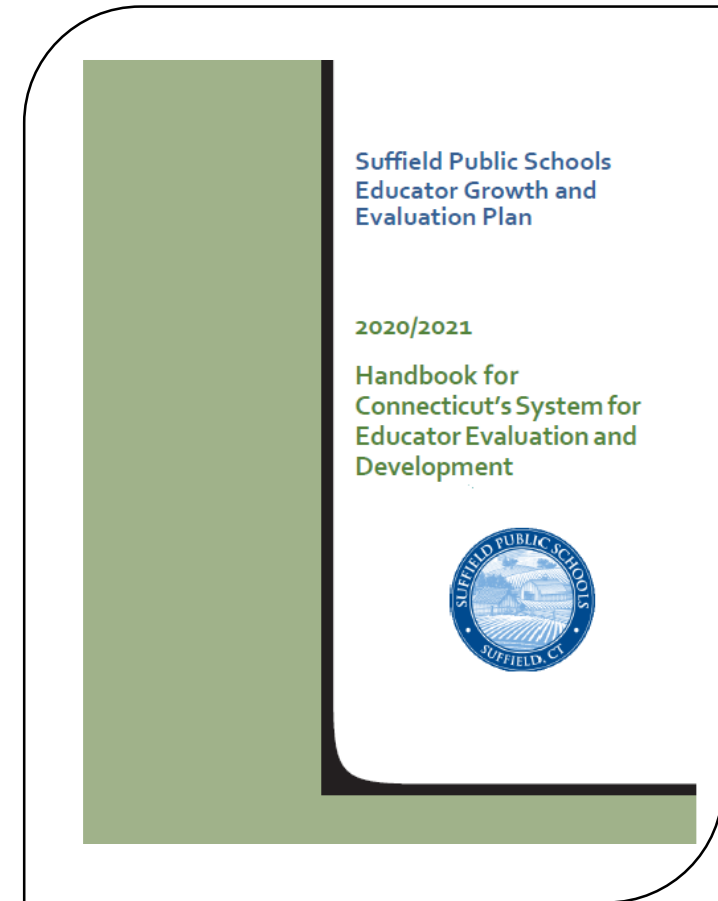 Suffield Public Schools
Educator Growth and
Evaluation Plan
2020/2021
Handbook for
Connecticut's System for
Educator Evaluation and
Development
SUFFIELD PUBLIC SCHOOLS
SUFFIELD, CT